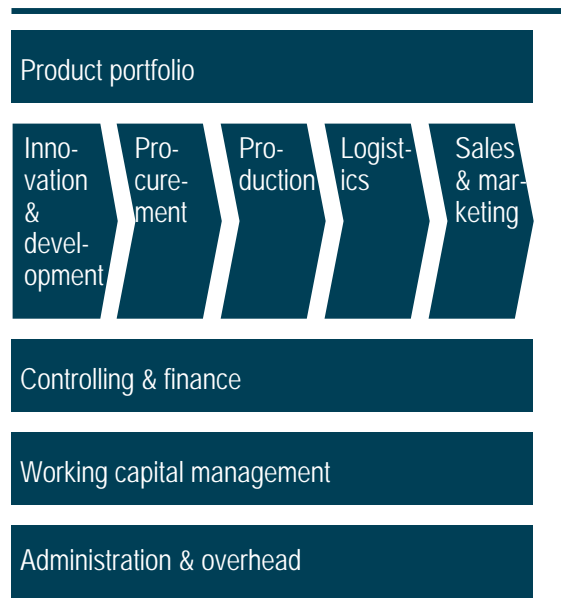 Product portfolio
Inno-
vation
&
devel-
opment
Pro-
cure-
ment
Pro-
duction
Logist-
ics
Sales
& mar-
keting
Controlling & finance
Working capital management
Administration & overhead